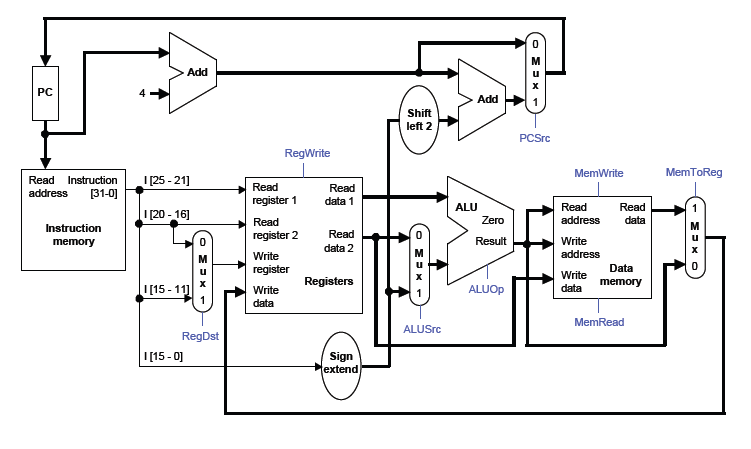 PC
Add
4
Shift
left 2
Add
0
M
u
x
1
PCSrc
Read
address
Instruction
[31-0]
Instruction
memory
I [25 - 21]
I [20 - 16]
I [15 - 11]
I [15 - 0]
0
M
u
x
1
RegDst
RegWrite
Read
register 1
Read
data 1
Read
register 2
Read
data 2
Write
register
Write
data
Registers
Sign
extend
0
M
u
x
1
ALUSrc
ALU
Zero
Result
ALUOp
MemWrite
Read
address
Read
data
Write
address
Write
data
Data
memory
MemRead
MemToReg
1
M
u
x
0